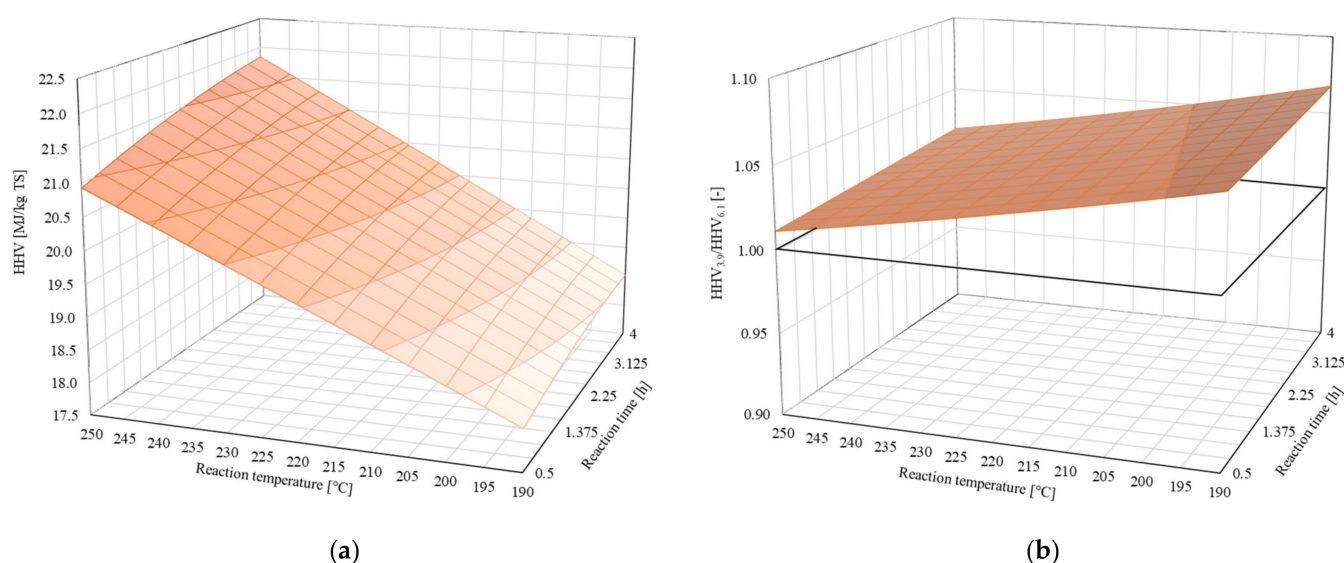 HHV [MJ/kg TS]
22.5
22.0
21.5
21.0
20.5
20.0
19.5
19.0
18.5
18.0
17.5
250 245 240 235 230 225 220 215 210 205 200 195 190
Reaction temperature [°C]
0.5 1.375 2.25 3.125 4
Reaction time [h]
(a)
HHV3.9/HHV6.1 [-]
1.10
1.05
1.00
0.95
0.90
250 245 240 235 230 225 220 215 210 205 200 195 190
Reaction temperature [°C]
0.5 1.375 2.25 3.125 4
Reaction time [h]
(b)